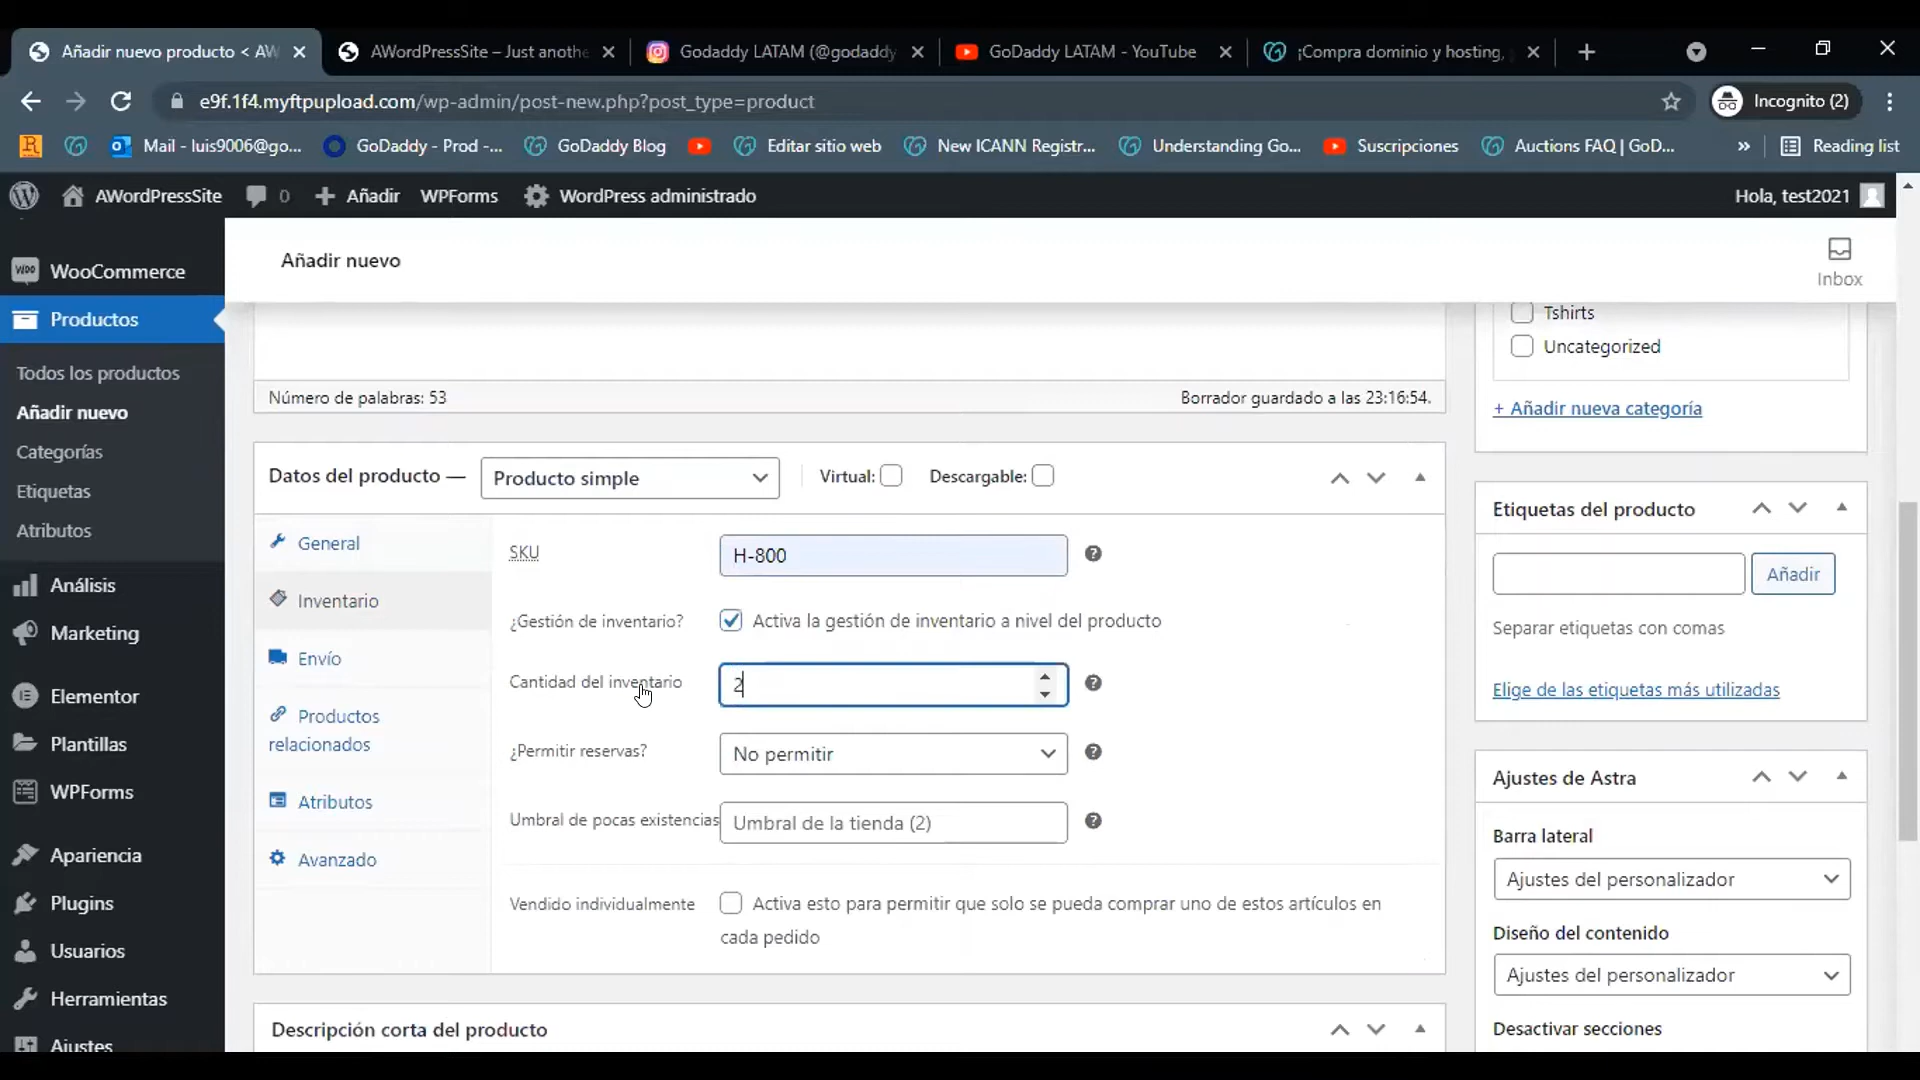 Añadir nuevo producto < AW
AWordPressSite – Just anothe
Godaddy LATAM (@godaddy
GoDaddy LATAM - YouTube
¡Compra dominio y hosting,
e9f.1f4.myftpupload.com/wp-admin/post-new.php?post_type=product
Incognito (2)
Mail - luis9006@go...
GoDaddy - Prod -...
GoDaddy Blog
Editar sitio web
New ICANN Registr...
Understanding Go...
Suscripciones
Auctions FAQ | GoD...
»
Reading list
AWordPressSite
0
Añadir
WPForms
WordPress administrado
Hola, test2021
WooCommerce
Productos
Todos los productos
Añadir nuevo
Categorías
Etiquetas
Atributos
Análisis
Marketing
Elementor
Plantillas
WPForms
Apariencia
Plugins
Usuarios
Herramientas
Ajustes
Añadir nuevo
Inbox
Número de palabras: 53
Borrador guardado a las 23:16:54.
Datos del producto —
Producto simple
Virtual:
Descargable:
General
Inventario
Envío
Productos
relacionados
Atributos
Avanzado
SKU
H-800
¿Gestión de inventario?
Activa la gestión de inventario a nivel del producto
Cantidad del inventario
2
¿Permitir reservas?
No permitir
Umbral de pocas existencias
Umbral de la tienda (2)
Vendido individualmente
Activa esto para permitir que solo se pueda comprar uno de estos artículos en
cada pedido
Descripción corta del producto
Tshirts
Uncategorized
+ Añadir nueva categoría
Etiquetas del producto
Añadir
Separar etiquetas con comas
Elige de las etiquetas más utilizadas
Ajustes de Astra
Barra lateral
Ajustes del personalizador
Diseño del contenido
Ajustes del personalizador
Desactivar secciones